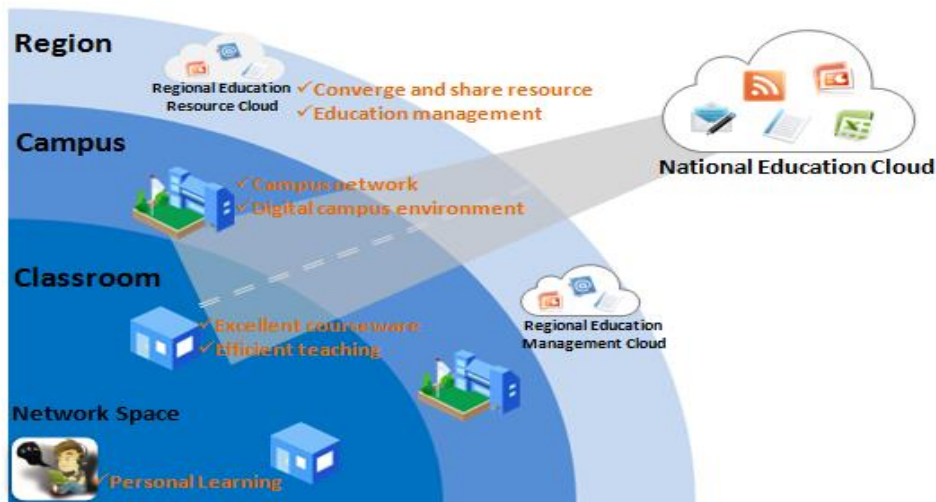 Region
Regional Education
Resource Cloud
✓Converge and share resource
✓Education management
National Education Cloud
Campus
✓Campus network
✓Digital campus environment
Classroom
✓Excellent courseware
✓Efficient teaching
Regional Education
Management Cloud
Network Space
✓Personal Learning